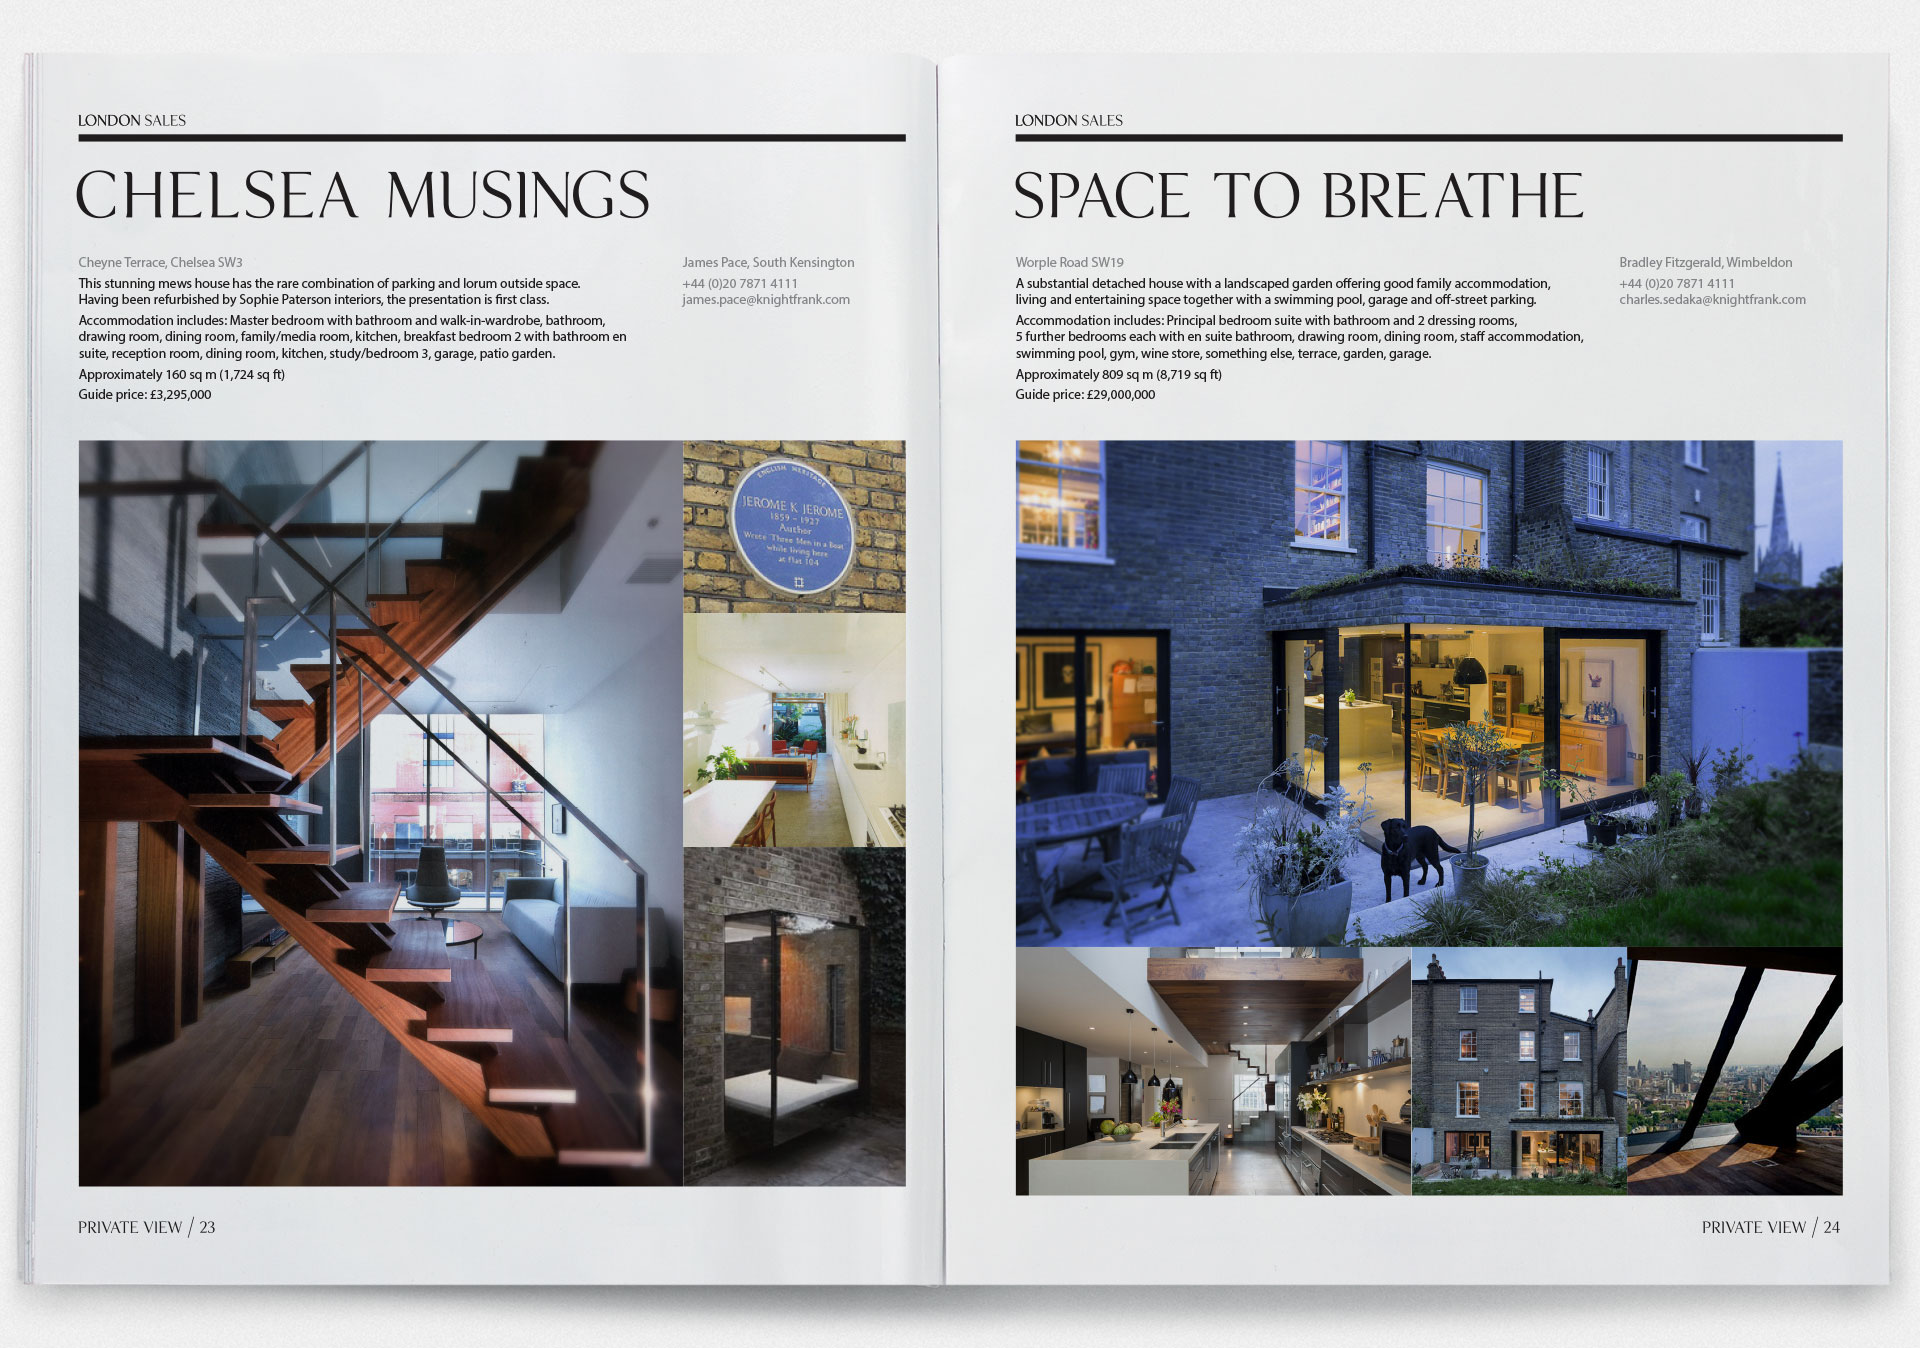 LONDON SALES
CHELSEA MUSINGS
Cheyne Terrace, Chelsea SW3
This stunning mews house has the rare combination of parking and lorum outside space.
Having been refurbished by Sophie Paterson interiors, the presentation is first class.
Accommodation includes: Master bedroom with bathroom and walk-in-wardrobe, bathroom,
drawing room, dining room, family/media room, kitchen, breakfast bedroom 2 with bathroom en
suite, reception room, dining room, kitchen, study/bedroom 3, garage, patio garden.
Approximately 160 sq m (1,724 sq ft)
Guide price: £3,295,000
James Pace, South Kensington
+44 (0)20 7871 4111
james.pace@knightfrank.com
ENGLISH HERITAGE
JEROME K JEROME
1859 - 1927
Author
Wrote 'Three Men in a Boat'
while living here
at flat 104
PRIVATE VIEW / 23
LONDON SALES
SPACE TO BREATHE
Worple Road SW19
A substantial detached house with a landscaped garden offering good family accommodation,
living and entertaining space together with a swimming pool, garage and off-street parking.
Accommodation includes: Principal bedroom suite with bathroom and 2 dressing rooms,
5 further bedrooms each with en suite bathroom, drawing room, dining room, staff accommodation,
swimming pool, gym, wine store, something else, terrace, garden, garage.
Approximately 809 sq m (8,719 sq ft)
Guide price: £29,000,000
Bradley Fitzgerald, Wimbeldon
+44 (0)20 7871 4111
charles.sedaka@knightfrank.com
PRIVATE VIEW / 24